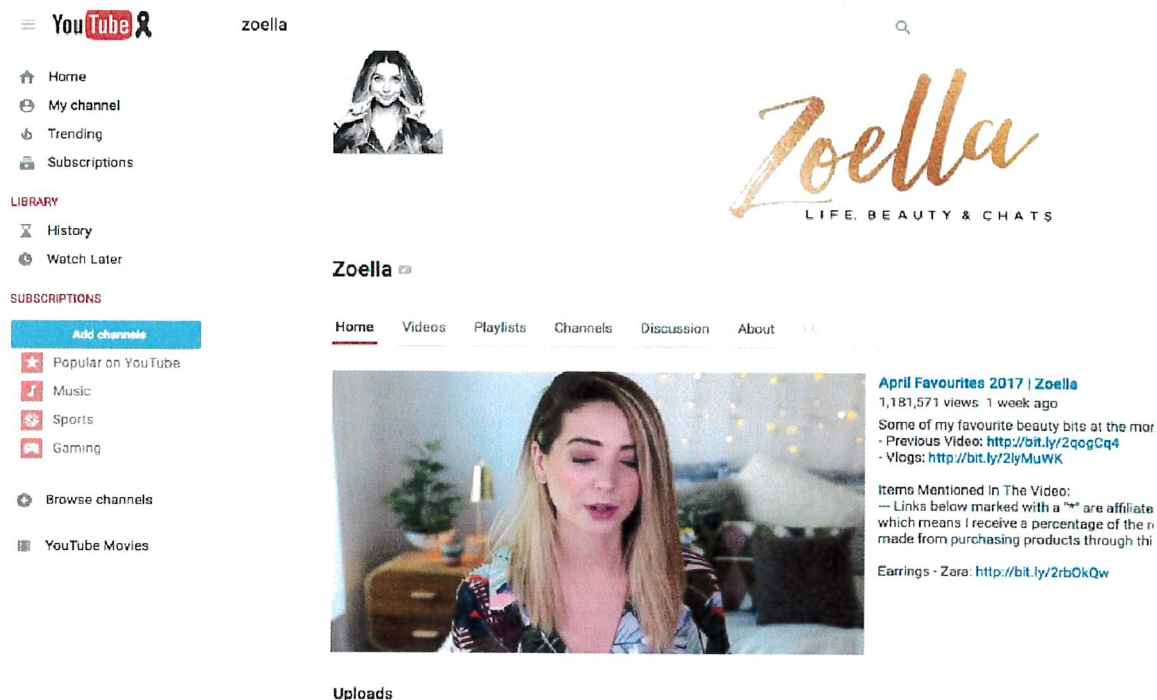 YouTube
zoella
Home
My channel
Trending
Subscriptions
LIBRARY
History
Watch Later
SUBSCRIPTIONS
Add channels
Popular on YouTube
Music
Sports
Gaming
Browse channels
YouTube Movies
Zoella
LIFE, BEAUTY & CHATS
Zoella
Home Videos Playlists Channels Discussion About
April Favourites 2017 | Zoella
1,181,571 views 1 week ago
Some of my favourite beauty bits at the mor
- Previous Video: http://bit.ly/2qogCq4
- Vlogs: http://bit.ly/2lyMuWK
Items Mentioned In The Video:
--- Links below marked with a "*" are affiliate
which means I receive a percentage of the r
made from purchasing products through thi
Earrings - Zara: http://bit.ly/2rbOkQw
Uploads